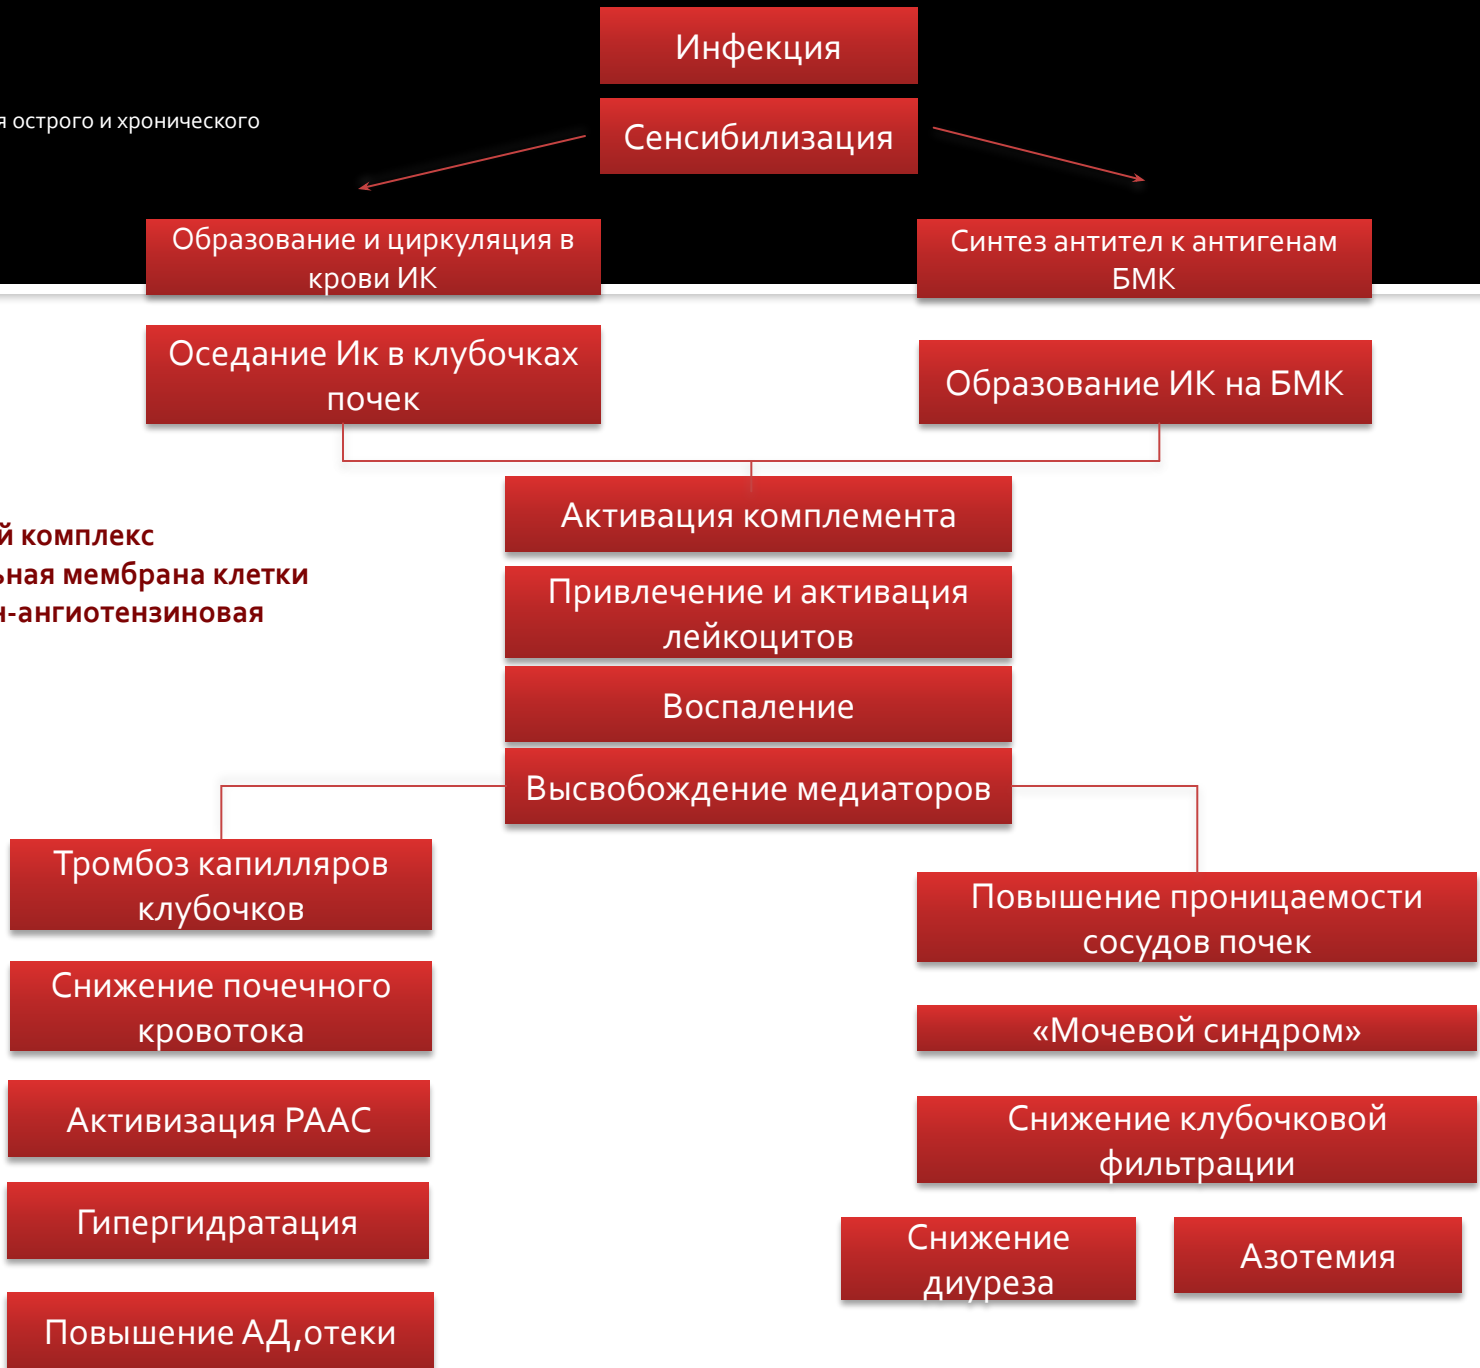 Инфекция
я острого и хронического
Сенсибилизация
Образование и циркуляция в
крови ИК
Синтез антител к антигенам
БМК
Оседание Ик в клубочках
почек
Образование ИК на БМК
Активация комплемента
й комплекс
ьная мембрана клетки
н-ангиотензиновая
Привлечение и активация
лейкоцитов
Воспаление
Высвобождение медиаторов
Тромбоз капилляров
клубочков
Снижение почечного
кровотока
Активизация РААС
Гипергидратация
Повышение АД,отеки
Повышение проницаемости
сосудов почек
«Мочевой синдром»
Снижение клубочковой
фильтрации
Снижение
диуреза
Азотемия